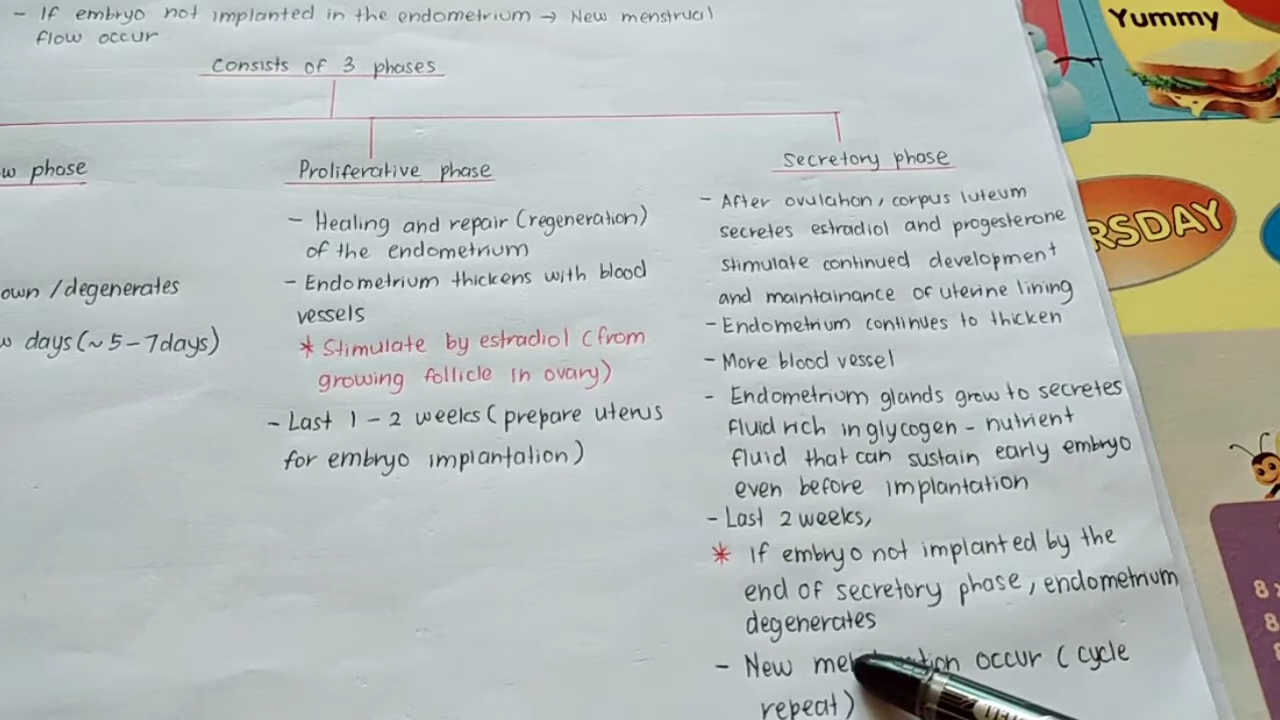 - If embryo not implanted in the endometrium → New menstrual
flow occur
Consists of 3 phases
w phase
own / degenerates
w days (~ 5 - 7 days)
Proliferative phase
- Healing and repair (regeneration)
of the endometrium
- Endometrium thickens with blood
vessels
* Stimulate by estradiol (from
growing follicle in ovary)
- Last 1 - 2 weeks (prepare uterus
for embryo implantation)
Secretory phase
- After ovulation, corpus luteum
secretes estradiol and progesterone
stimulate continued development
and maintainance of uterine lining
- Endometrium continues to thicken
- More blood vessel
- Endometrium glands grow to secretes
fluid rich in glycogen - nutrient
fluid that can sustain early embryo
even before implantation
- Last 2 weeks,
* If embryo not implanted by the
end of secretory phase, endometrium
degenerates
- New occur (cycle
repeat)
Yummy
RSDAY
8
8